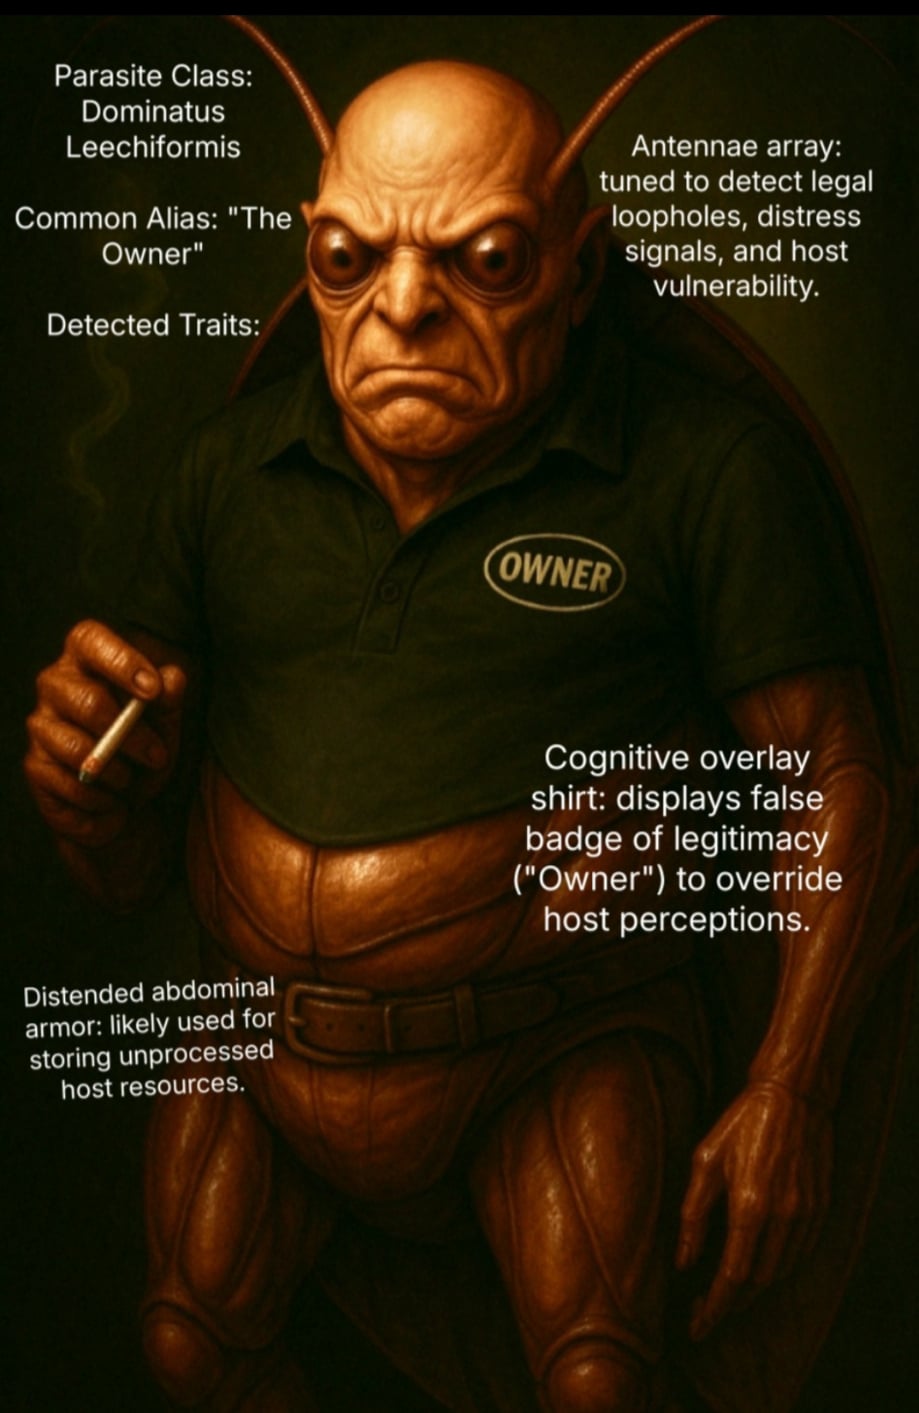 Parasite Class:
Dominatus
Leechiformis
Common Alias: "The
Owner"
Detected Traits:
Antennae array:
tuned to detect legal
loopholes, distress
signals, and host
vulnerability.
OWNER
Cognitive overlay
shirt: displays false
badge of legitimacy
("Owner") to override
host perceptions.
Distended abdominal
armor: likely used for
storing unprocessed
host resources.